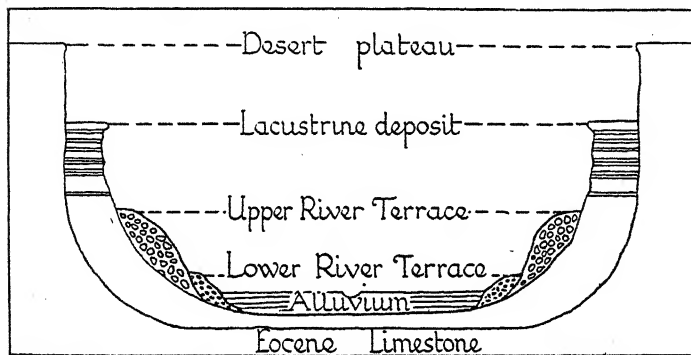 Desert plateau
Lacustrine deposit
Upper River Terrace
Lower River Terrace
Alluvium
Eocene Limestone